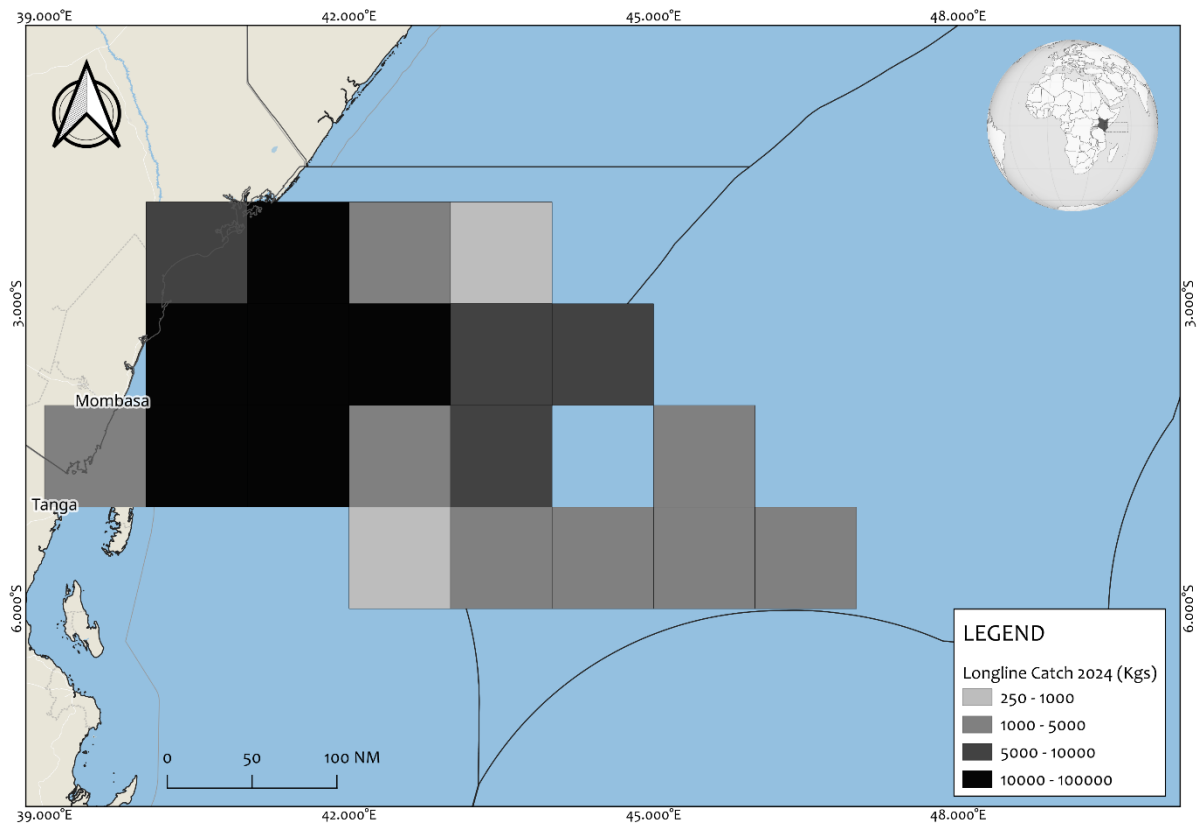 39.000°E
42.000°E
45.000°E
48.000°E
3.000°S
3.000°S
Mombasa
Tanga
6.000°S
6.000°S
LEGEND
Longline Catch 2024 (Kgs)
250 - 1000
1000 - 5000
5000 - 10000
10000 - 100000
0 50 100 NM
39.000°E
42.000°E
45.000°E
48.000°E